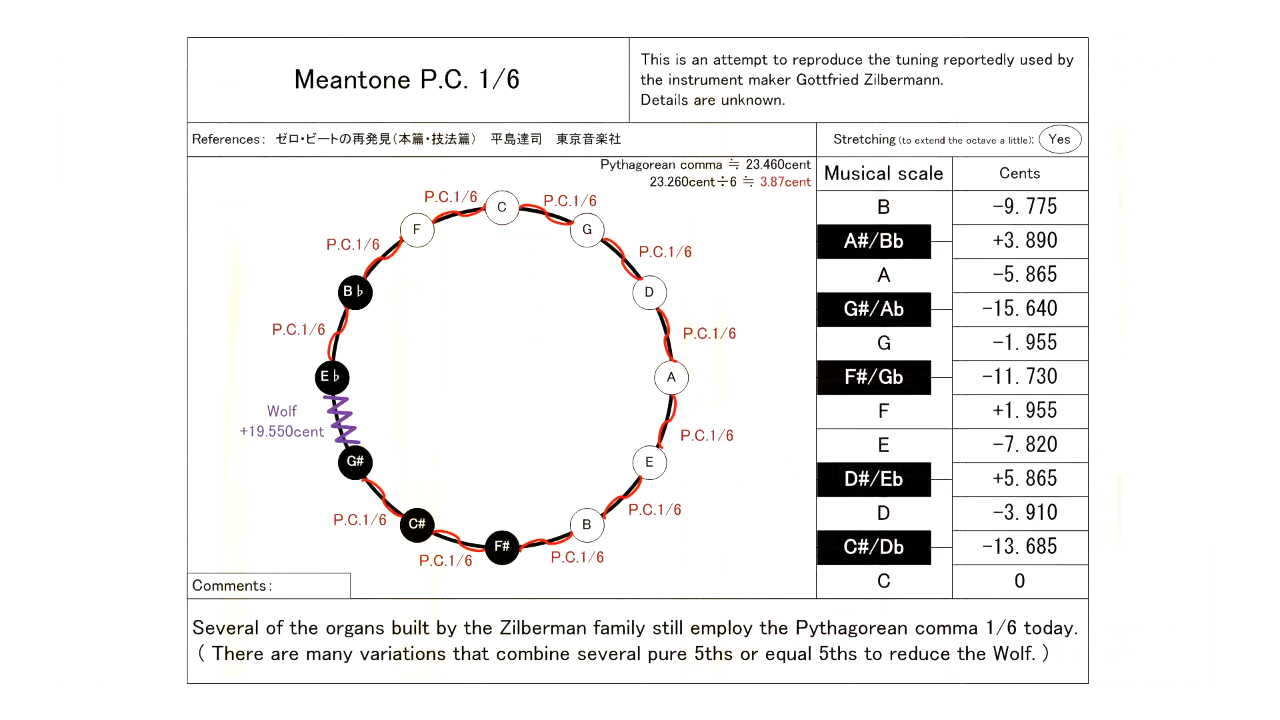 Meantone P.C. 1/6
This is an attempt to reproduce the tuning reportedly used by
the instrument maker Gottfried Zilbermann.
Details are unknown.
References: ゼロ・ビートの再発見(本篇・技法篇) 平島達司 東京音楽社
Stretching (to extend the octave a little): Yes
Pythagorean comma ≒ 23.460cent
23.260cent÷6 ≒ 3.87cent
P.C.1/6
P.C.1/6
P.C.1/6
P.C.1/6
P.C.1/6
P.C.1/6
P.C.1/6
P.C.1/6
P.C.1/6
P.C.1/6
P.C.1/6
Wolf
+19.550cent
C
G
D
A
E
B
F#
C#
G#
E♭
B♭
F
Musical scale Cents
B -9.775
A#/Bb +3.890
A -5.865
G#/Ab -15.640
G -1.955
F#/Gb -11.730
F +1.955
E -7.820
D#/Eb +5.865
D -3.910
C#/Db -13.685
C 0
Comments:
Several of the organs built by the Zilberman family still employ the Pythagorean comma 1/6 today.
( There are many variations that combine several pure 5ths or equal 5ths to reduce the Wolf. )